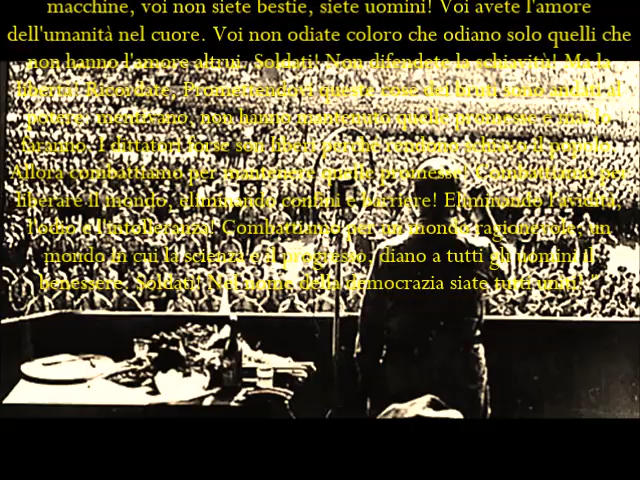 macchine, voi non siete bestie, siete uomini! Voi avete l'amore
dell'umanità nel cuore. Voi non odiate coloro che odiano solo quelli che
non hanno l'amore altrui. Soldati! Non difendete la schiavitù! Ma la
libertà! Ricordate. Promettendovi queste cose dei bruti sono andati al
potere: mentivano, non hanno mantenuto quelle promesse e mai lo
faranno. I dittatori forse son liberi perché rendono schiavo il popolo.
Allora combattiamo per mantenere quelle promesse! Combattiamo per
liberare il mondo, eliminando confini e barriere! Eliminando l'avidità,
l'odio e l'intolleranza! Combattiamo per un mondo ragionevole; un
mondo in cui la scienza e il progresso, diano a tutti gli uomini il
benessere. Soldati! Nel nome della democrazia siate tutti uniti! "